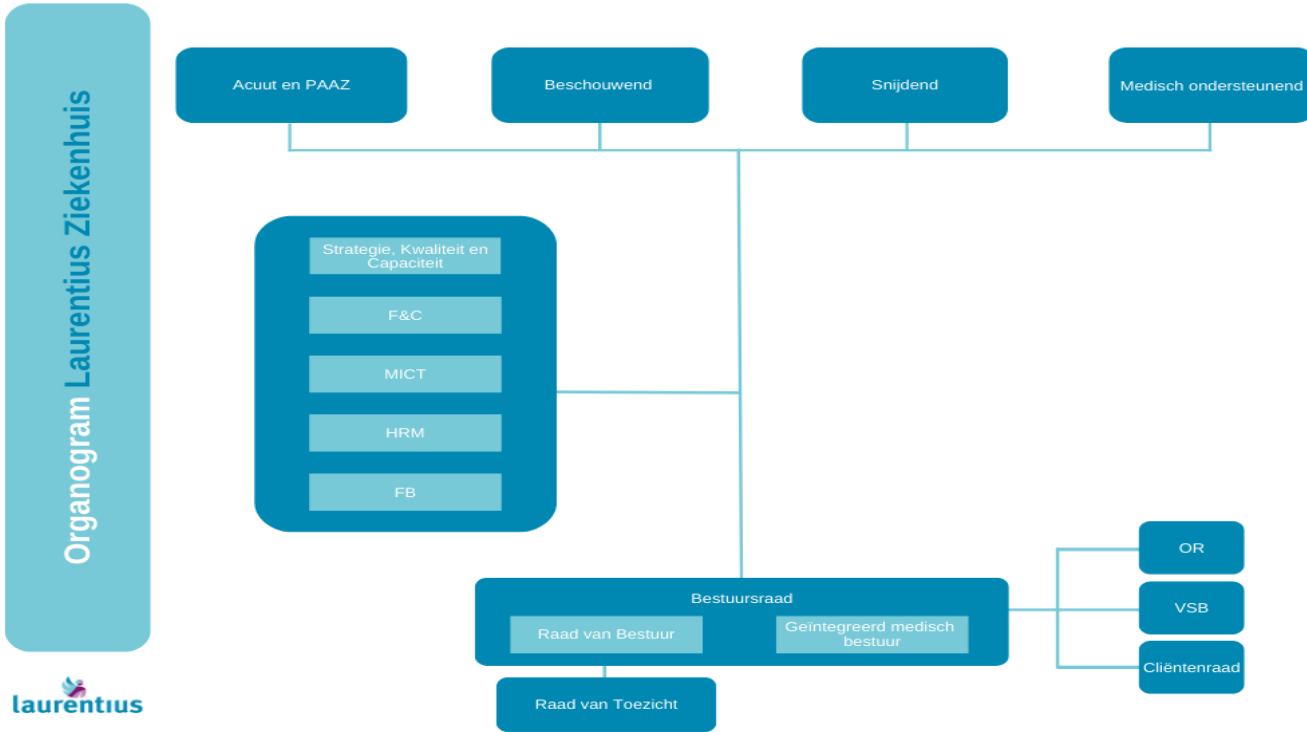 Organogram Laurentius Ziekenhuis
Acuut en PAAZ
Beschouwend
Snijdend
Medisch ondersteunend
Strategie, Kwaliteit en
Capaciteit
F&C
MICT
HRM
FB
Bestuursraad
Raad van Bestuur
Geïntegreerd medisch
bestuur
Raad van Toezicht
OR
VSB
Cliëntenraad
laurentius